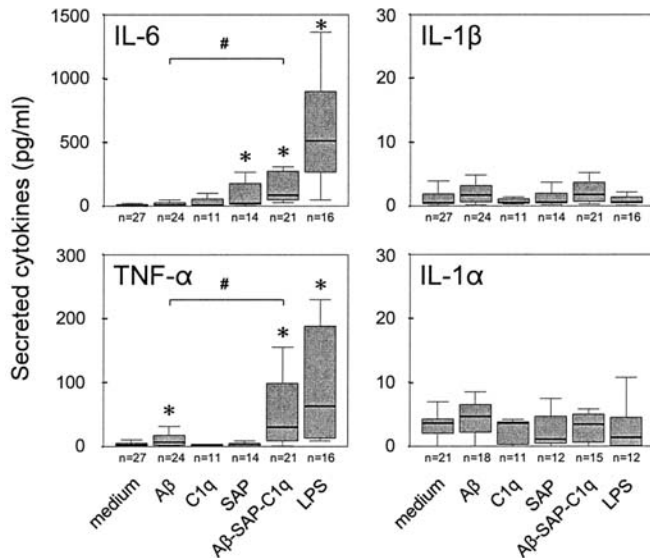 Secreted cytokines (pg/ml)
IL-6
1500
1000
500
0
#
*
*
*
n=27 n=24 n=11 n=14 n=21 n=16
IL-1β
30
20
10
0
n=27 n=24 n=11 n=14 n=21 n=16
TNF-α
300
200
100
0
#
*
*
*
n=27 n=24 n=11 n=14 n=21 n=16
medium Aβ C1q SAP Aβ-SAP-C1q LPS
IL-1α
30
20
10
0
n=21 n=18 n=11 n=12 n=15 n=12
medium Aβ C1q SAP Aβ-SAP-C1q LPS